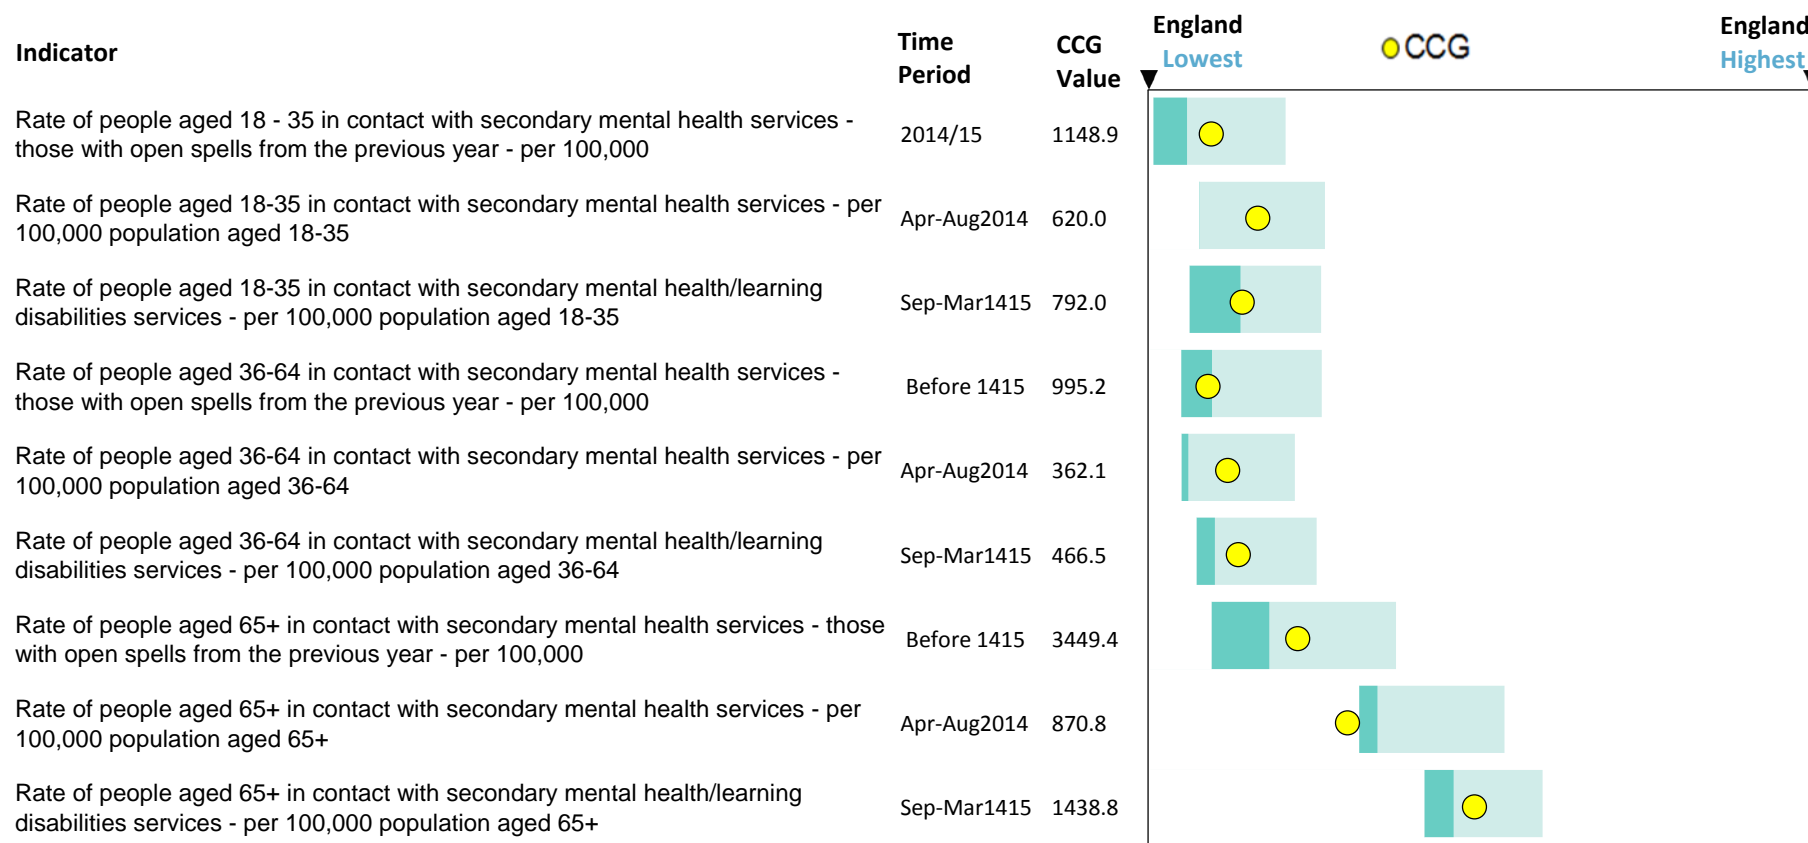 Indicator
Time
Period
CCG
Value
England
Lowest
CCG
England
Highest
Rate of people aged 18 - 35 in contact with secondary mental health services -
those with open spells from the previous year - per 100,000
2014/15
1148.9
Rate of people aged 18-35 in contact with secondary mental health services - per
100,000 population aged 18-35
Apr-Aug2014
620.0
Rate of people aged 18-35 in contact with secondary mental health/learning
disabilities services - per 100,000 population aged 18-35
Sep-Mar1415
792.0
Rate of people aged 36-64 in contact with secondary mental health services -
those with open spells from the previous year - per 100,000
Before 1415
995.2
Rate of people aged 36-64 in contact with secondary mental health services - per
100,000 population aged 36-64
Apr-Aug2014
362.1
Rate of people aged 36-64 in contact with secondary mental health/learning
disabilities services - per 100,000 population aged 36-64
Sep-Mar1415
466.5
Rate of people aged 65+ in contact with secondary mental health services - those
with open spells from the previous year - per 100,000
Before 1415
3449.4
Rate of people aged 65+ in contact with secondary mental health services - per
100,000 population aged 65+
Apr-Aug2014
870.8
Rate of people aged 65+ in contact with secondary mental health/learning
disabilities services - per 100,000 population aged 65+
Sep-Mar1415
1438.8